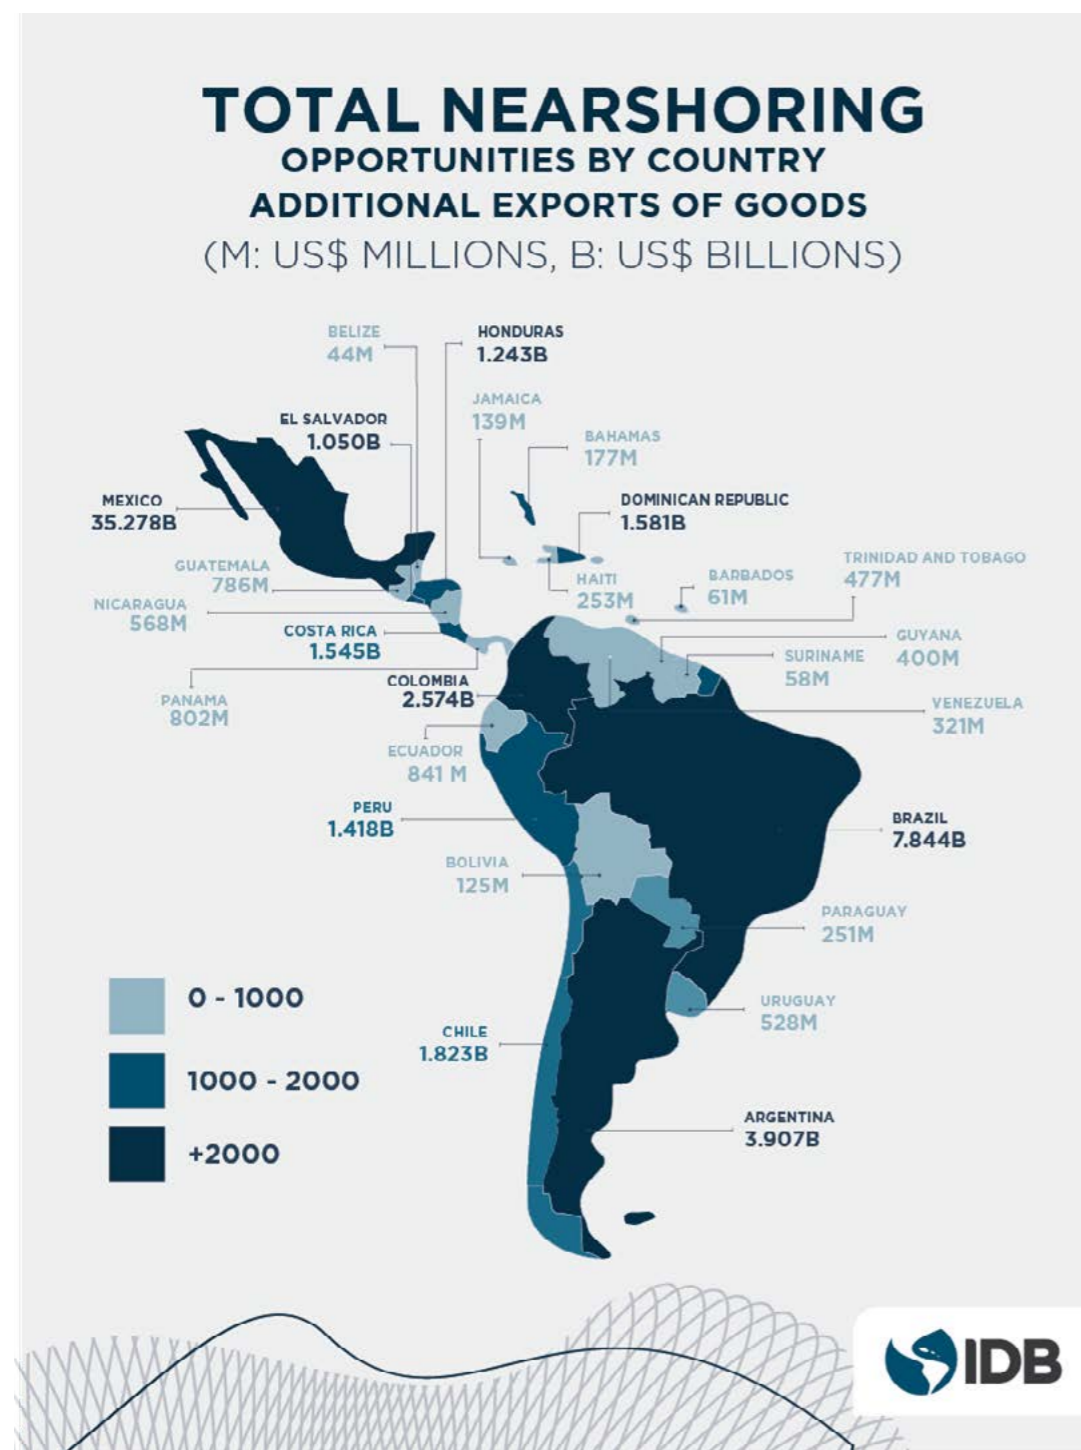 TOTAL NEARSHORING
OPPORTUNITIES BY COUNTRY
ADDITIONAL EXPORTS OF GOODS
(M: US$ MILLIONS, B: US$ BILLIONS)
BELIZE
44M
HONDURAS
1.243B
JAMAICA
139M
EL SALVADOR
1.050B
BAHAMAS
177M
MEXICO
35.278B
DOMINICAN REPUBLIC
1.581B
GUATEMALA
786M
HAITI
253M
BARBADOS
61M
TRINIDAD AND TOBAGO
477M
NICARAGUA
568M
COSTA RICA
1.545B
GUYANA
400M
SURINAME
58M
PANAMA
802M
COLOMBIA
2.574B
VENEZUELA
321M
ECUADOR
841 M
PERU
1.418B
BRAZIL
7.844B
BOLIVIA
125M
PARAGUAY
251M
URUGUAY
528M
CHILE
1.823B
ARGENTINA
3.907B
0 - 1000
1000 - 2000
+2000
IDB